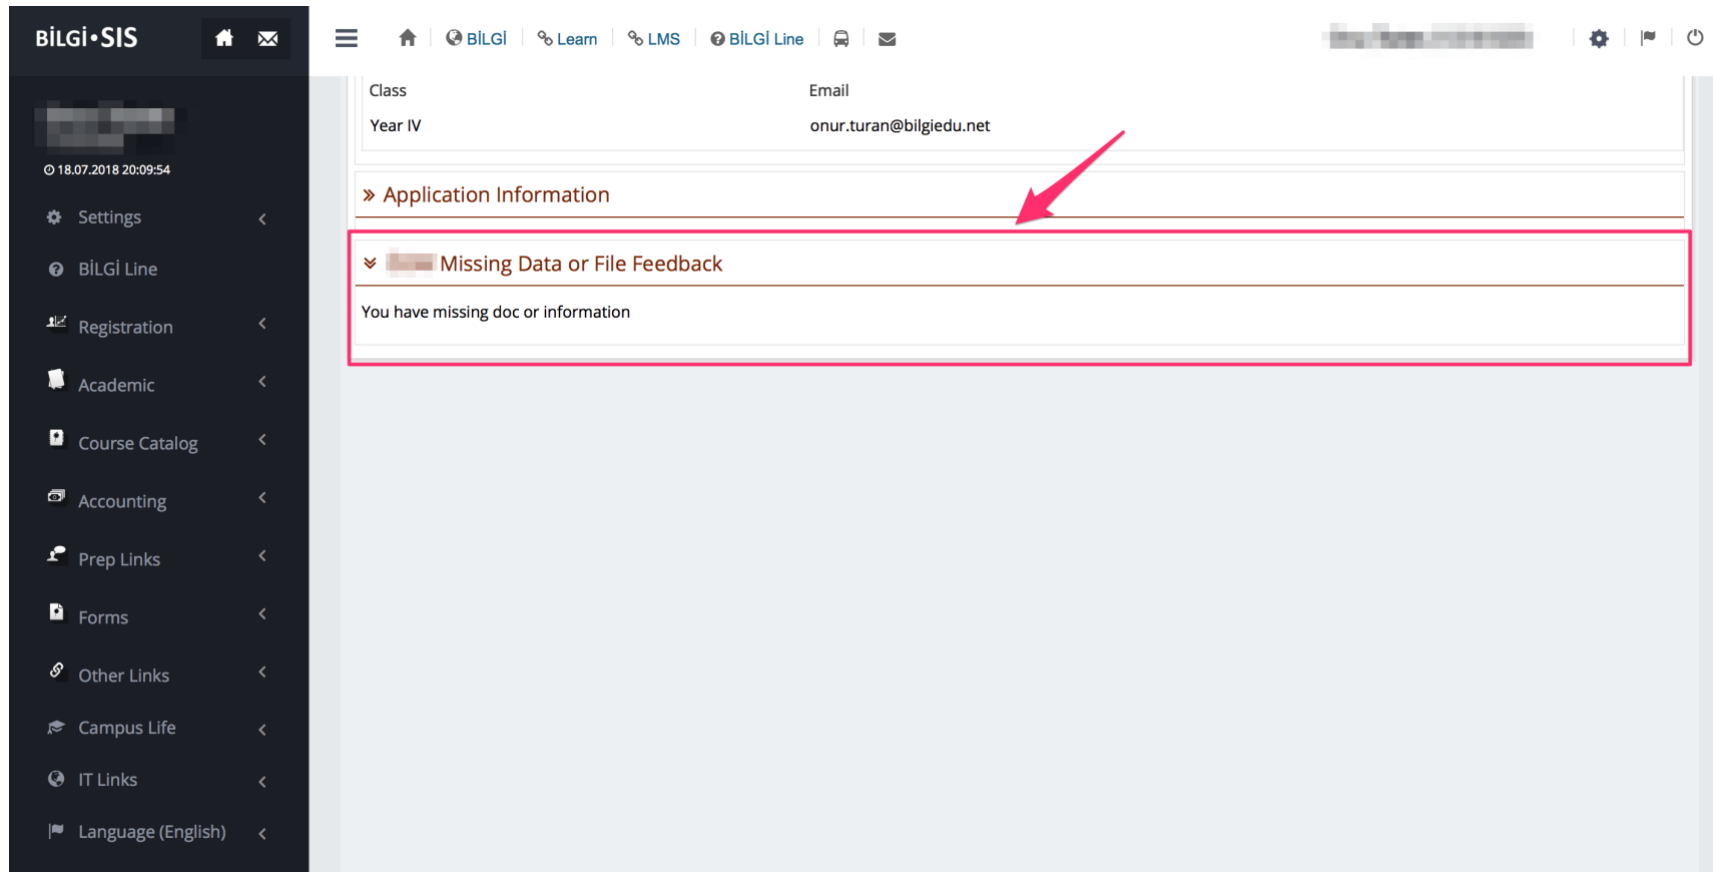 BİLGİ•SIS
BİLGİ Learn LMS BİLGİ Line
18.07.2018 20:09:54
Settings
BİLGİ Line
Registration
Academic
Course Catalog
Accounting
Prep Links
Forms
Other Links
Campus Life
IT Links
Language (English)
Class Email
Year IV onur.turan@bilgiedu.net
Application Information
Missing Data or File Feedback
You have missing doc or information